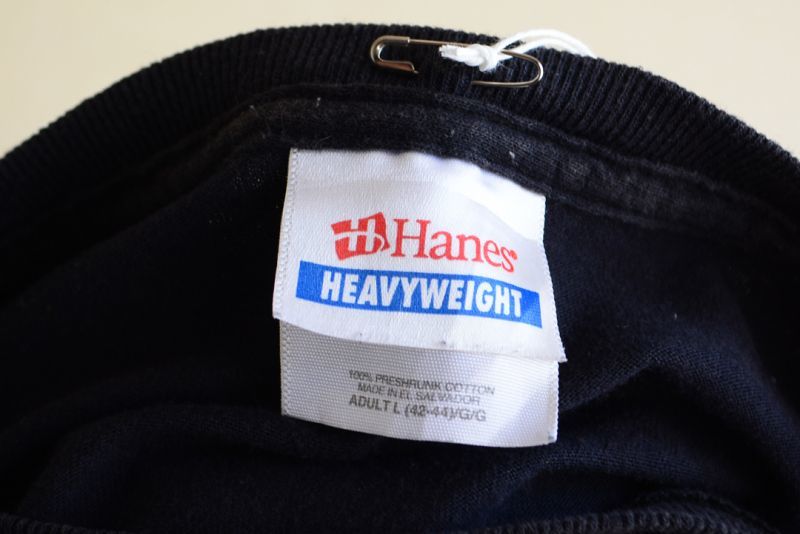 Hanes®
HEAVYWEIGHT
100% PRESHRUNK COTTON
MADE IN EL SALVADOR
ADULT L (42-44)/G/G